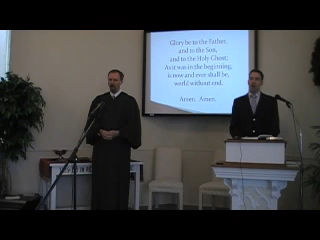 Glory be to the Father,
and to the Son,
and to the Holy Ghost;
As it was in the beginning,
is now and ever shall be,
world without end.
Amen. Amen.